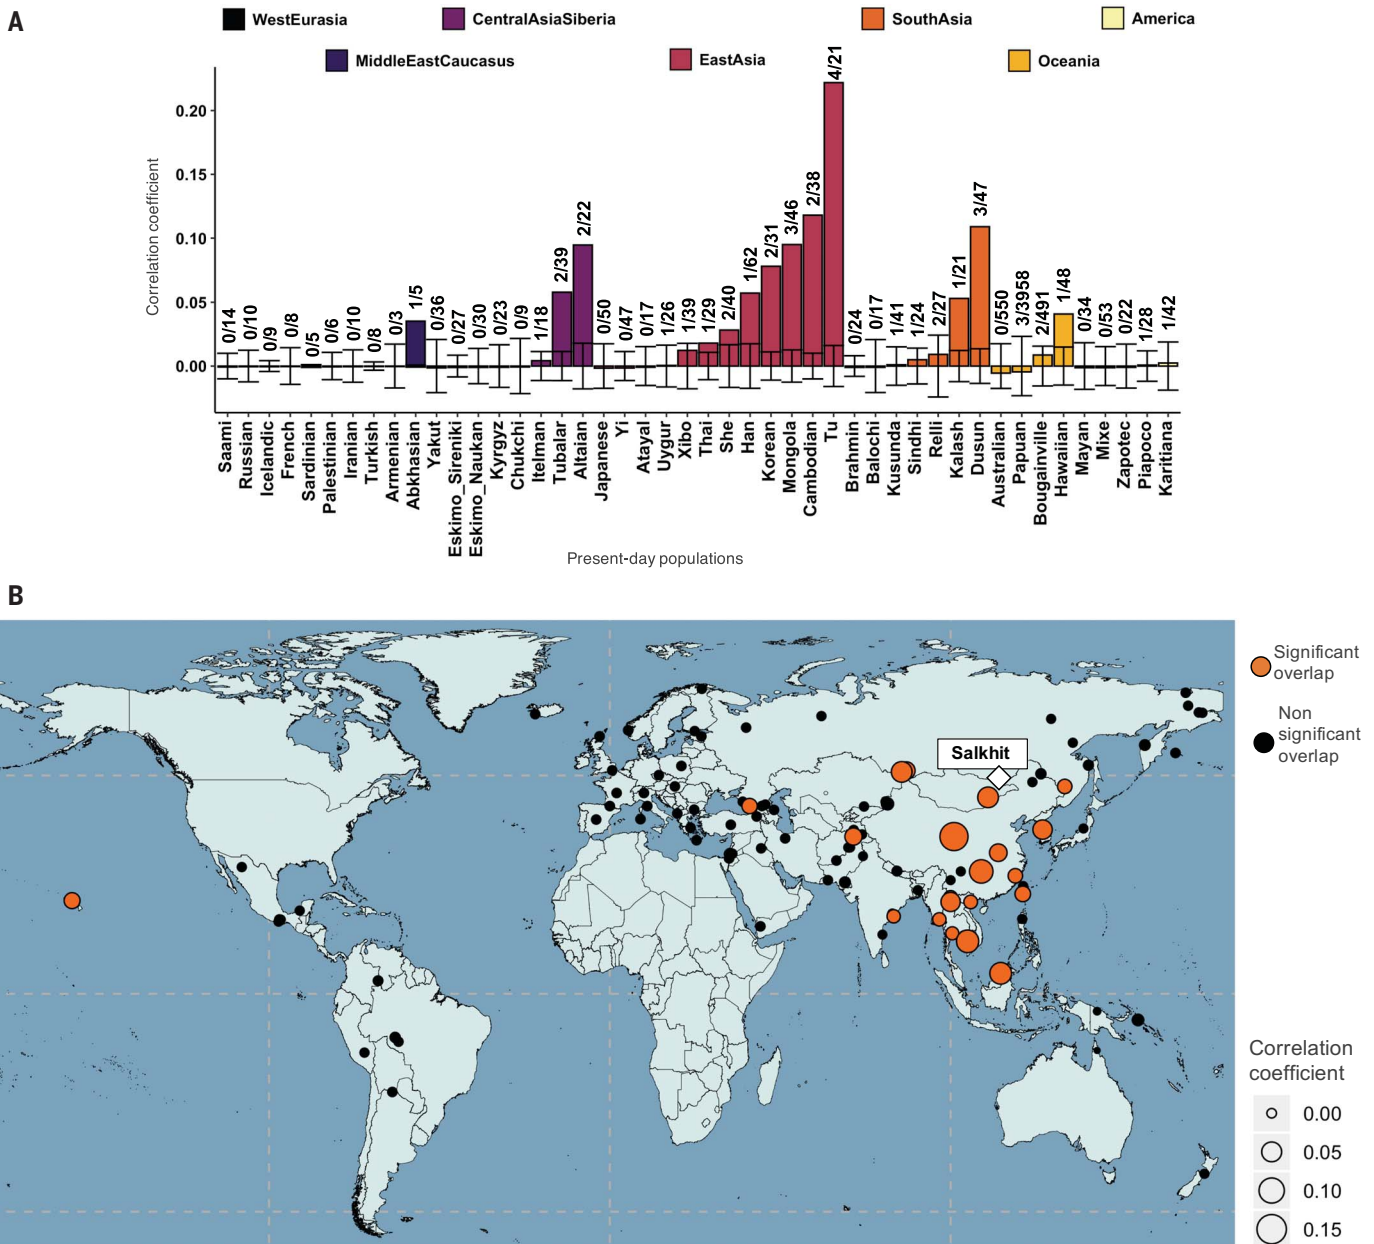 A
WestEurasia
CentralAsiaSiberia
SouthAsia
America
MiddleEastCaucasus
EastAsia
Oceania
Correlation coefficient
0.20
0.15
0.10
0.05
0.00
0/14
0/10
0/9
0/8
0/5
0/6
0/10
0/8
0/3
1/5
0/36
0/27
0/30
0/23
0/9
1/18
2/39
2/22
0/50
0/47
0/17
1/26
1/39
1/29
2/40
1/62
2/31
3/46
2/38
4/21
0/24
0/17
1/41
1/24
2/27
1/21
3/47
0/550
3/3958
2/491
1/48
0/34
0/53
0/22
1/28
1/42
Saami
Russian
Icelandic
French
Sardinian
Palestinian
Iranian
Turkish
Armenian
Abkhasian
Yakut
Eskimo_Sireniki
Eskimo_Naukan
Kyrgyz
Chukchi
Itelman
Tubalar
Altaian
Japanese
Yi
Atayal
Uygur
Xibo
Thai
She
Han
Korean
Mongola
Cambodian
Tu
Brahmin
Balochi
Kusunda
Sindhi
Relli
Kalash
Dusun
Australian
Papuan
Bougainville
Hawaiian
Mayan
Mixe
Zapotec
Piapoco
Karitiana
Present-day populations
B
Salkhit
Significant
overlap
Non
significant
overlap
Correlation
coefficient
0.00
0.05
0.10
0.15